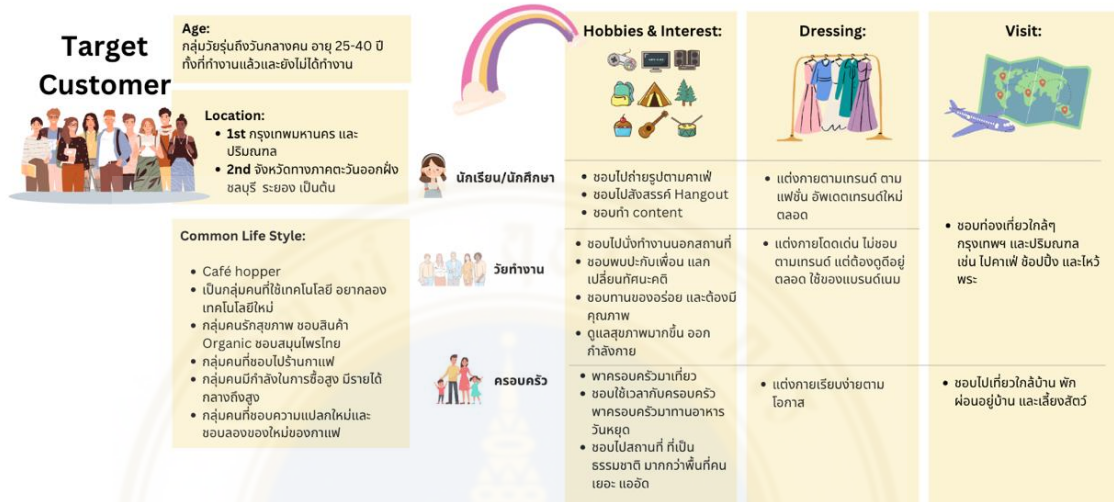 Target
Customer
Age:
กลุ่มวัยรุ่นถึงวันกลางคน อายุ 25-40 ปี
ทั้งที่ทำงานแล้วและยังไม่ได้ทำงาน
Location:
1st กรุงเทพมหานคร และ
ปริมณฑล
2nd จังหวัดทางภาคตะวันออกฝั่ง
ชลบุรี ระยอง เป็นต้น
Common Life Style:
Café hopper
เป็นกลุ่มคนที่ใช้เทคโนโลยี อยากลอง
เทคโนโลยีใหม่
กลุ่มคนรักสุขภาพ ชอบสินค้า
Organic ชอบสมุนไพรไทย
กลุ่มคนที่ชอบไปร้านกาแฟ
กลุ่มคนมีกำลังในการซื้อสูง มีรายได้
กลางถึงสูง
กลุ่มคนที่ชอบความแปลกใหม่และ
ชอบลองของใหม่ของกาแฟ
Hobbies & Interest:
Dressing:
Visit:
นักเรียน/นักศึกษา
ชอบไปถ่ายรูปตามคาเฟ่
ชอบไปสังสรรค์ Hangout
ชอบทำ content
แต่งกายตามเทรนด์ ตาม
แฟชั่น อัพเดตเทรนด์ใหม่
ตลอด
วัยทำงาน
ชอบไปนั่งทำงานนอกสถานที่
ชอบพบปะกับเพื่อน แลก
เปลี่ยนทัศนะคติ
ชอบทานของอร่อย และต้องมี
คุณภาพ
ดูแลสุขภาพมากขึ้น ออก
กำลังกาย
แต่งกายโดดเด่น ไม่ชอบ
ตามเทรนด์ แต่ต้องดูดีอยู่
ตลอด ใช้ของแบรนด์เนม
ชอบท่องเที่ยวใกล้ๆ
กรุงเทพฯ และปริมณฑล
เช่น ไปคาเฟ่ ช้อปปิ้ง และไหว้
พระ
ครอบครัว
พาครอบครัวมาเที่ยว
ชอบใช้เวลากับครอบครัว
พาครอบครัวมาทานอาหาร
วันหยุด
ชอบไปสถานที่ ที่เป็น
ธรรมชาติ มากกว่าพื้นที่คน
เยอะ แออัด
แต่งกายเรียบง่ายตาม
โอกาส
ชอบไปเที่ยวใกล้บ้าน พัก
ผ่อนอยู่บ้าน และเลี้ยงสัตว์